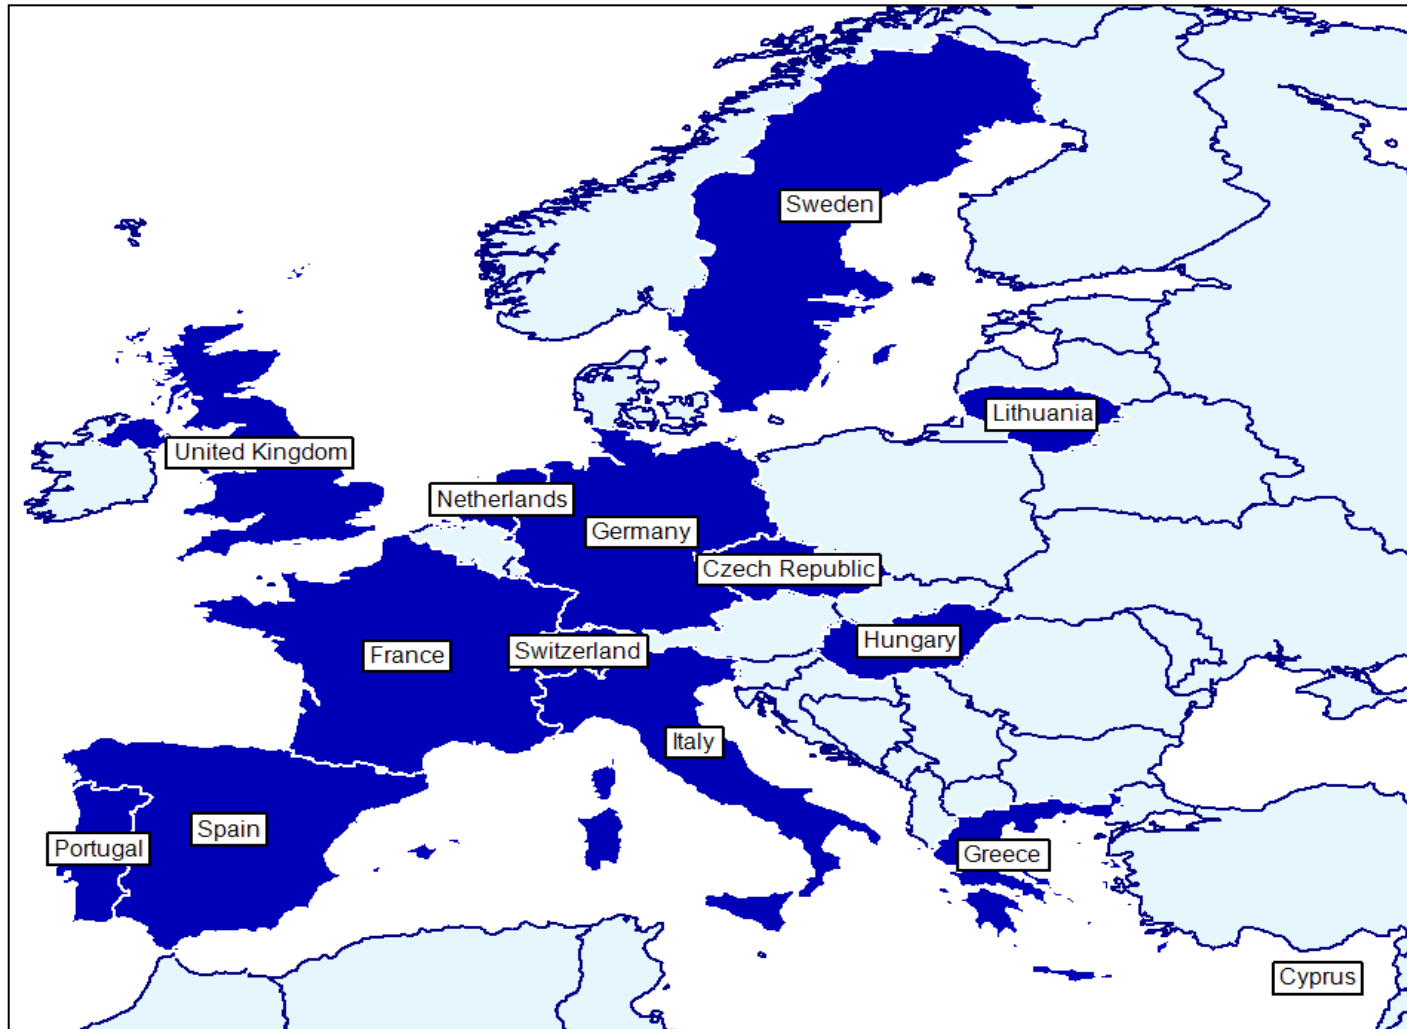 Sweden
Lithuania
United Kingdom
Netherlands
Germany
Czech Republic
Hungary
Switzerland
France
Italy
Spain
Portugal
Greece
Cyprus